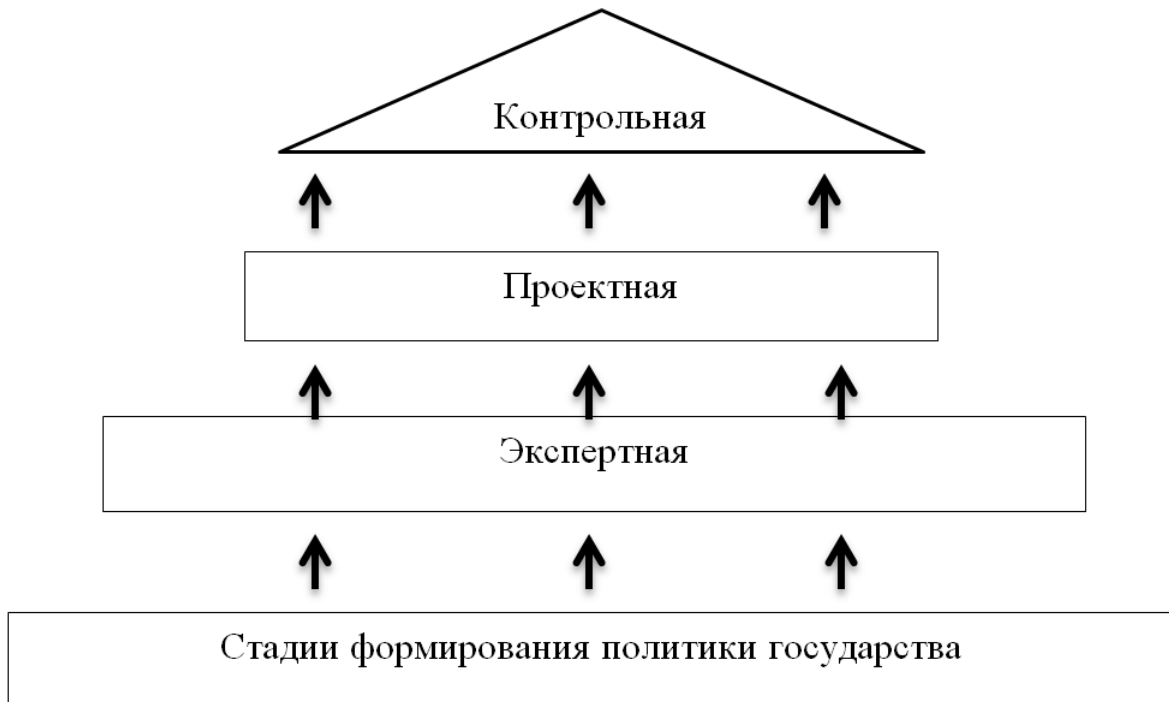 Контрольная
Проектная
Экспертная
Стадии формирования политики государства